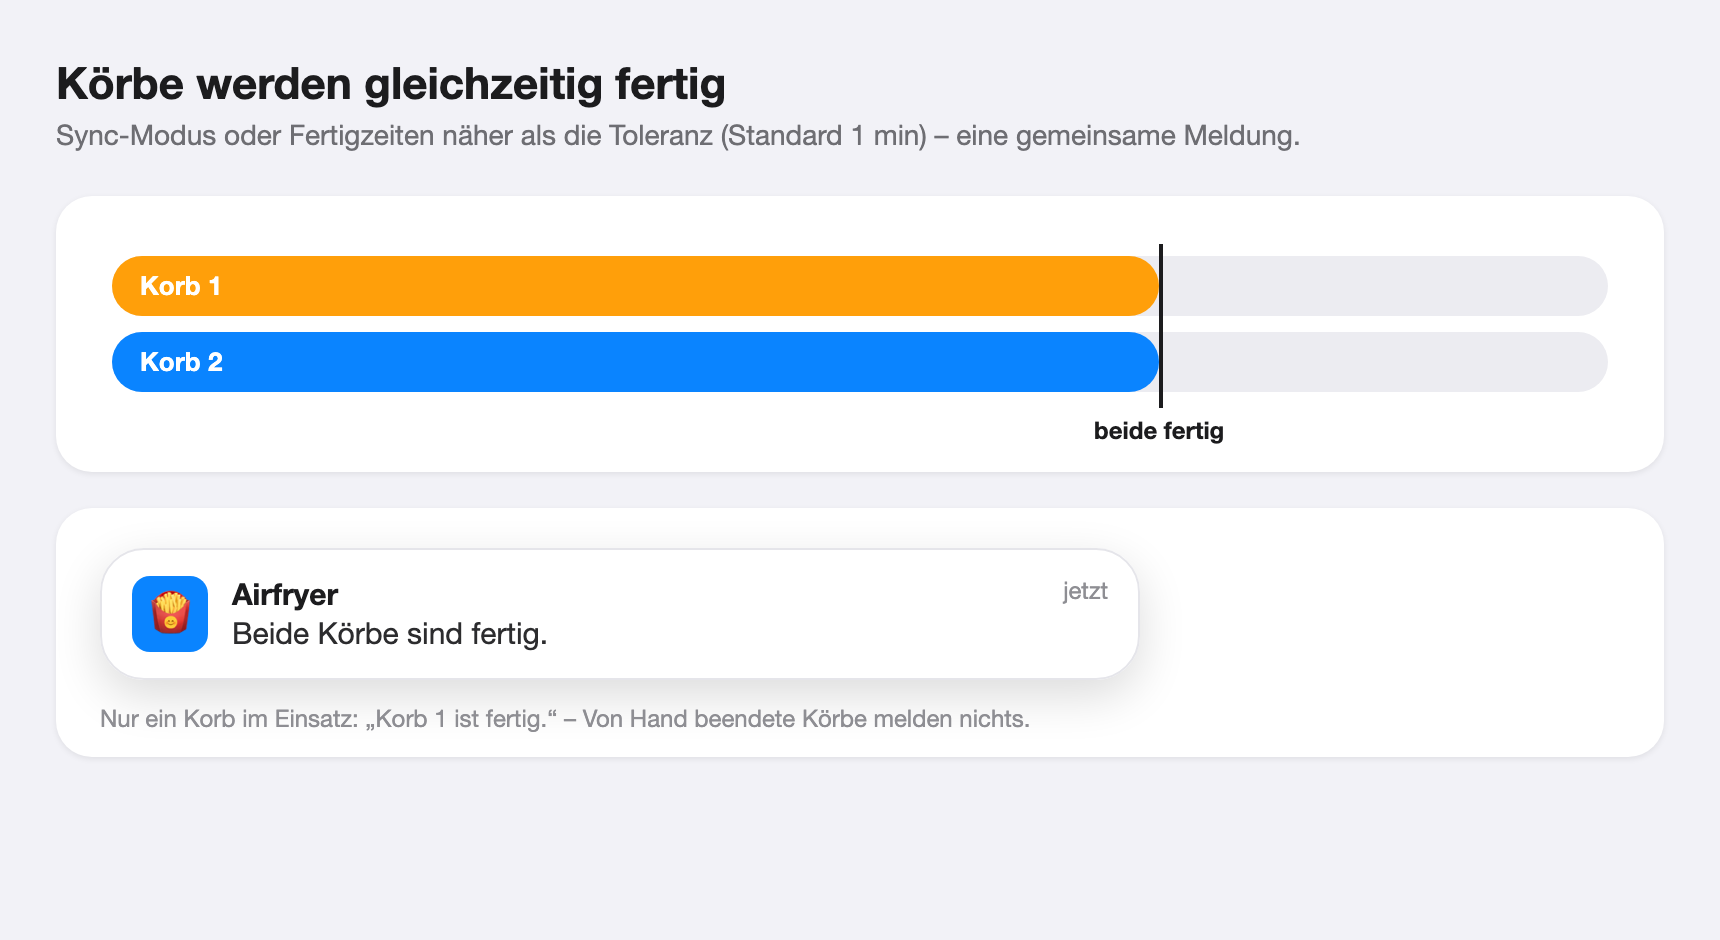 Körbe werden gleichzeitig fertig
Sync-Modus oder Fertigzeiten näher als die Toleranz (Standard 1 min) – eine gemeinsame Meldung.
Korb 1
Korb 2
beide fertig
Airfryer
jetzt
Beide Körbe sind fertig.
Nur ein Korb im Einsatz: „Korb 1 ist fertig.“ – Von Hand beendete Körbe melden nichts.